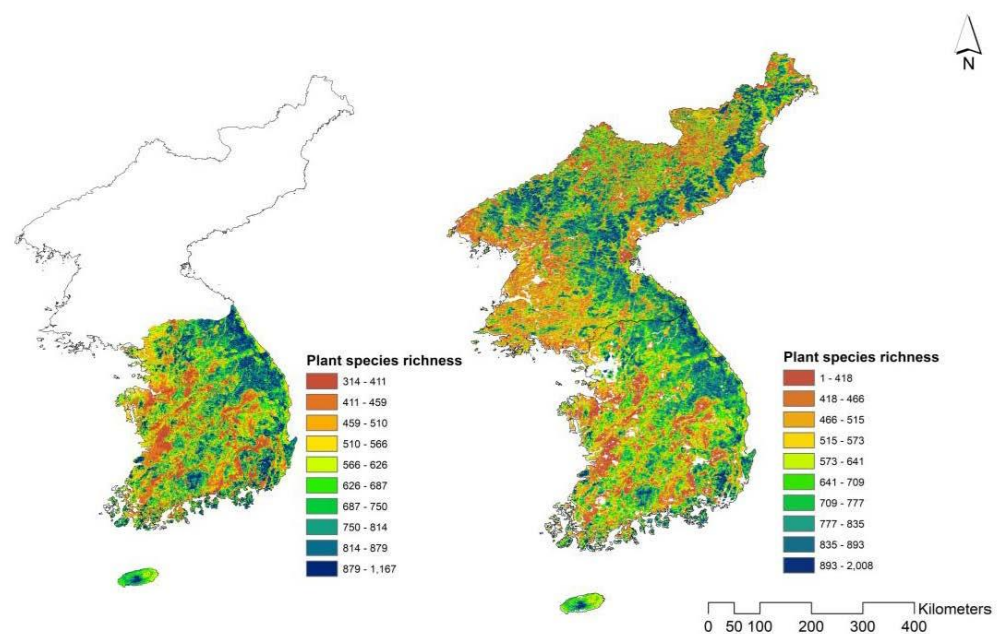 N
Plant species richness
314 - 411
411 - 459
459 - 510
510 - 566
566 - 626
626 - 687
687 - 750
750 - 814
814 - 879
879 - 1,167
Plant species richness
1 - 418
418 - 466
466 - 515
515 - 573
573 - 641
641 - 709
709 - 777
777 - 835
835 - 893
893 - 2,008
Kilometers
0 50 100 200 300 400